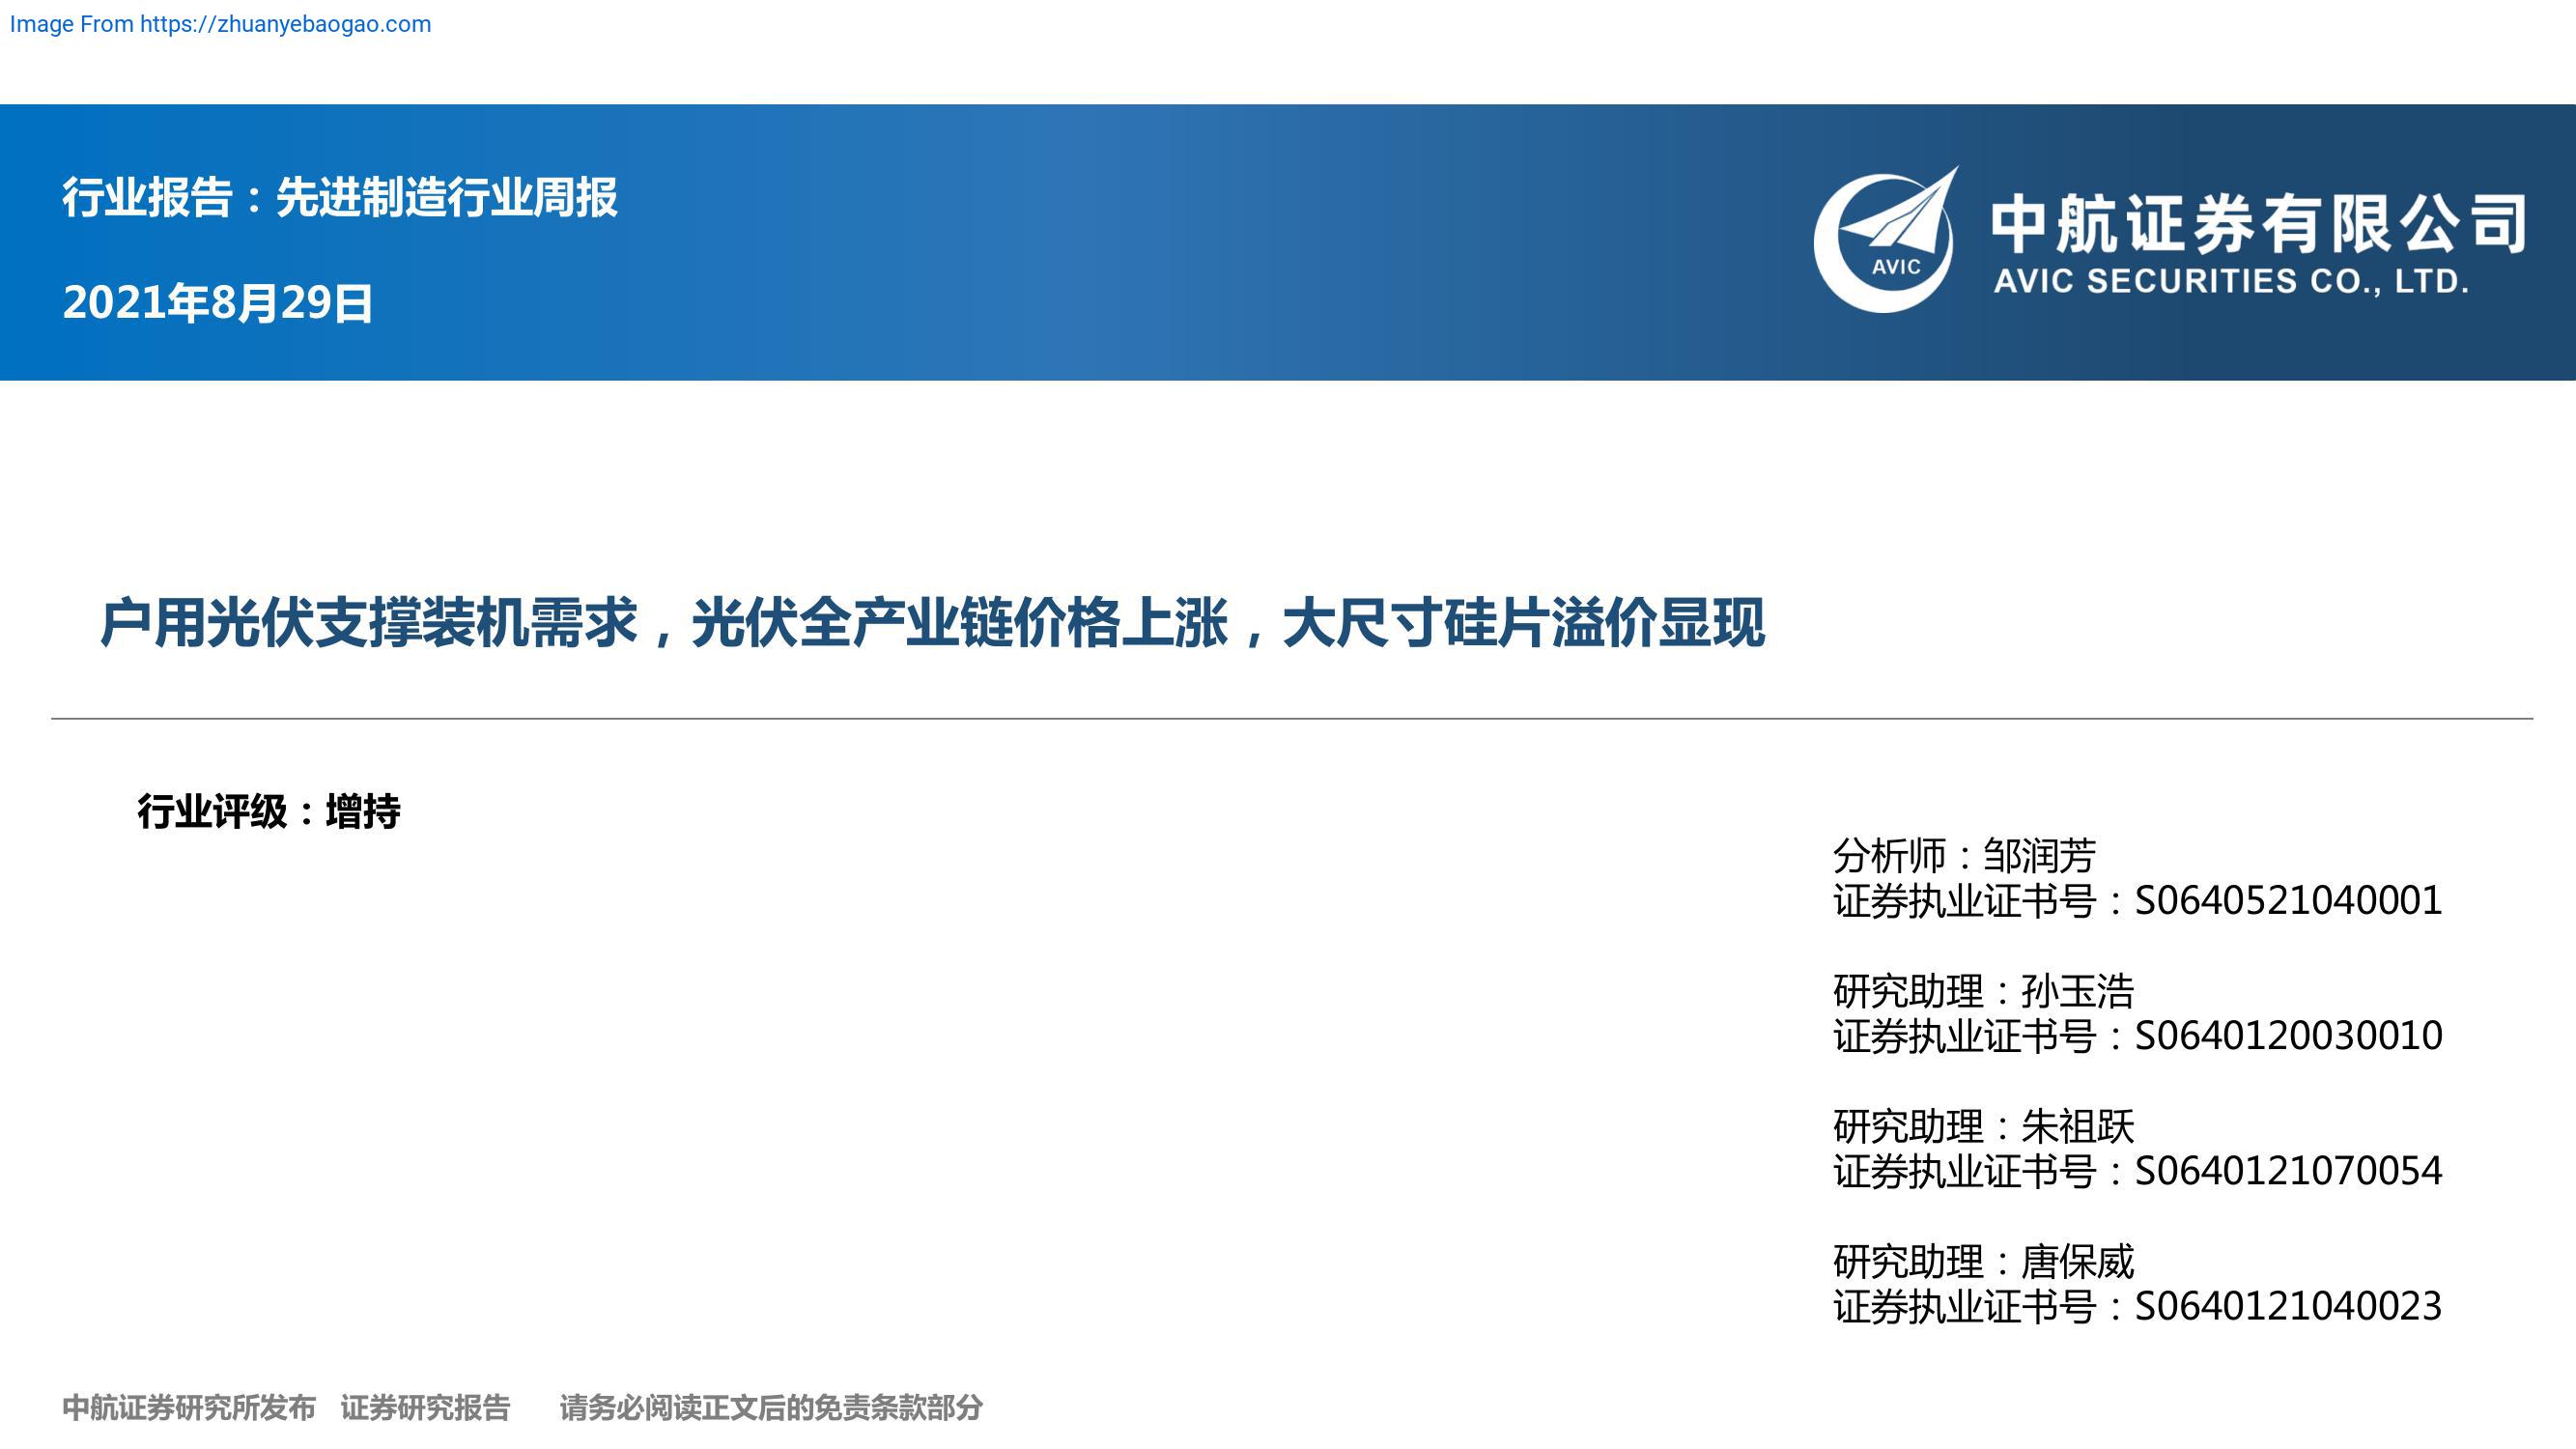 Image From https://zhuanyebaogao.com
行业报告：先进制造行业周报
2021年8月29日
AVIC
中航证券有限公司
AVIC SECURITIES CO., LTD.
户用光伏支撑装机需求，光伏全产业链价格上涨，大尺寸硅片溢价显现
行业评级：增持
分析师：邹润芳
证券执业证书号：S0640521040001
研究助理：孙玉浩
证券执业证书号：S0640120030010
研究助理：朱祖跃
证券执业证书号：S0640121070054
研究助理：唐保威
证券执业证书号：S0640121040023
中航证券研究所发布 证券研究报告 请务必阅读正文后的免责条款部分